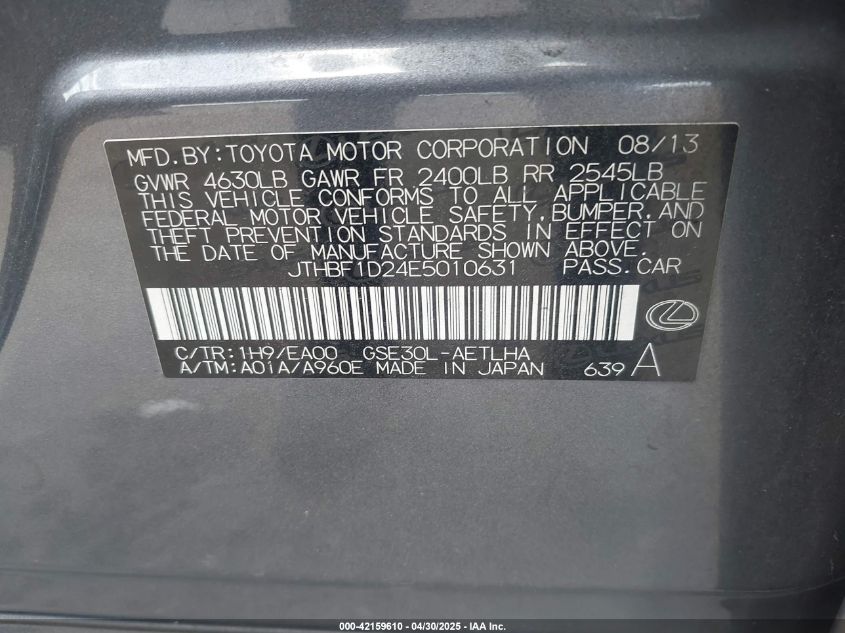 MFD.BY:TOYOTA MOTOR CORPORATION 08/13
GVWR 4630LB GAWR FR 2400LB RR 2545LB
THIS VEHICLE CONFORMS TO ALL APPLICABLE
FEDERAL MOTOR VEHICLE SAFETY,BUMPER,AND
THEFT PREVENTION STANDARDS IN EFFECT ON
THE DATE OF MANUFACTURE SHOWN ABOVE.
JTHBF1D24E5010631 PASS.CAR
C/TR:1H9/EA00 GSE30L-AETLHA
A/TM:A01A/A960E MADE IN JAPAN 639 A
000-42159610 - 04/30/2025 - IAA Inc.